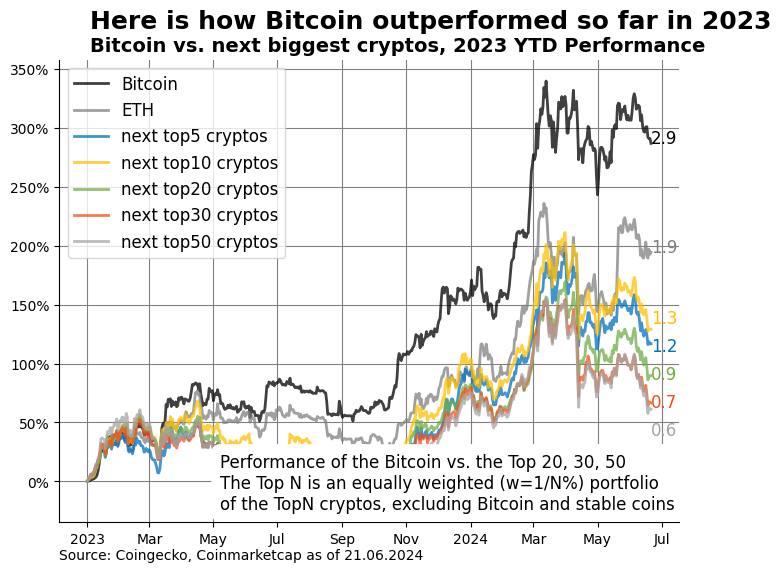 Here is how Bitcoin outperformed so far in 2023
Bitcoin vs. next biggest cryptos, 2023 YTD Performance
350%
300%
250%
200%
150%
100%
50%
0%
Bitcoin
ETH
next top5 cryptos
next top10 cryptos
next top20 cryptos
next top30 cryptos
next top50 cryptos
2.9
1.9
1.3
1.2
0.9
0.7
0.6
Performance of the Bitcoin vs. the Top 20, 30, 50
The Top N is an equally weighted (w=1/N%) portfolio
of the TopN cryptos, excluding Bitcoin and stable coins
2023 Mar May Jul Sep Nov 2024 Mar May Jul
Source: Coingecko, Coinmarketcap as of 21.06.2024